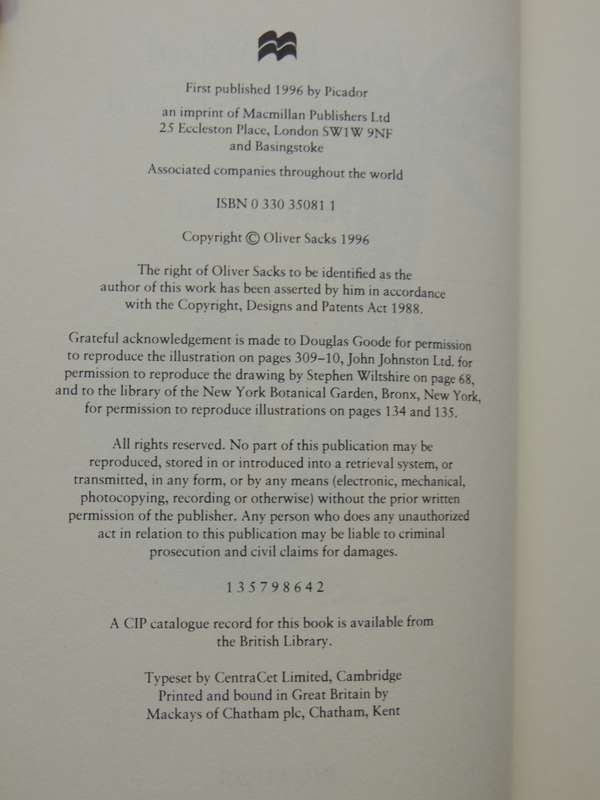 First published 1996 by Picador
an imprint of Macmillan Publishers Ltd
25 Eccleston Place, London SW1W 9NF
and Basingstoke
Associated companies throughout the world
ISBN 0 330 35081 1
Copyright © Oliver Sacks 1996
The right of Oliver Sacks to be identified as the
author of this work has been asserted by him in accordance
with the Copyright, Designs and Patents Act 1988.
Grateful acknowledgement is made to Douglas Goode for permission
to reproduce the illustration on pages 309–10, John Johnston Ltd. for
permission to reproduce the drawing by Stephen Wiltshire on page 68,
and to the library of the New York Botanical Garden, Bronx, New York,
for permission to reproduce illustrations on pages 134 and 135.
All rights reserved. No part of this publication may be
reproduced, stored in or introduced into a retrieval system, or
transmitted, in any form, or by any means (electronic, mechanical,
photocopying, recording or otherwise) without the prior written
permission of the publisher. Any person who does any unauthorized
act in relation to this publication may be liable to criminal
prosecution and civil claims for damages.
1 3 5 7 9 8 6 4 2
A CIP catalogue record for this book is available from
the British Library.
Typeset by CentraCet Limited, Cambridge
Printed and bound in Great Britain by
Mackays of Chatham plc, Chatham, Kent